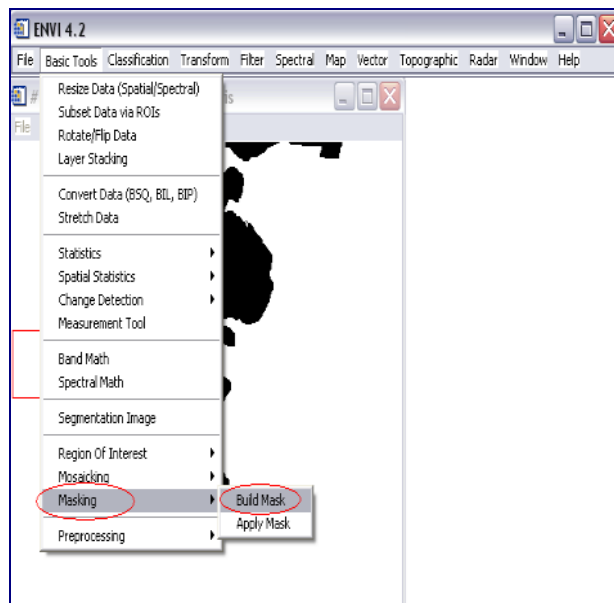 ENVI 4.2
File Basic Tools Classification Transform Filter Spectral Map Vector Topographic Radar Window Help
#
File
Resize Data (Spatial/Spectral)
Subset Data via ROIs
Rotate/Flip Data
Layer Stacking
Convert Data (BSQ, BIL, BIP)
Stretch Data
Statistics
Spatial Statistics
Change Detection
Measurement Tool
Band Math
Spectral Math
Segmentation Image
Region Of Interest
Mosaicking
Masking
Build Mask
Apply Mask
Preprocessing